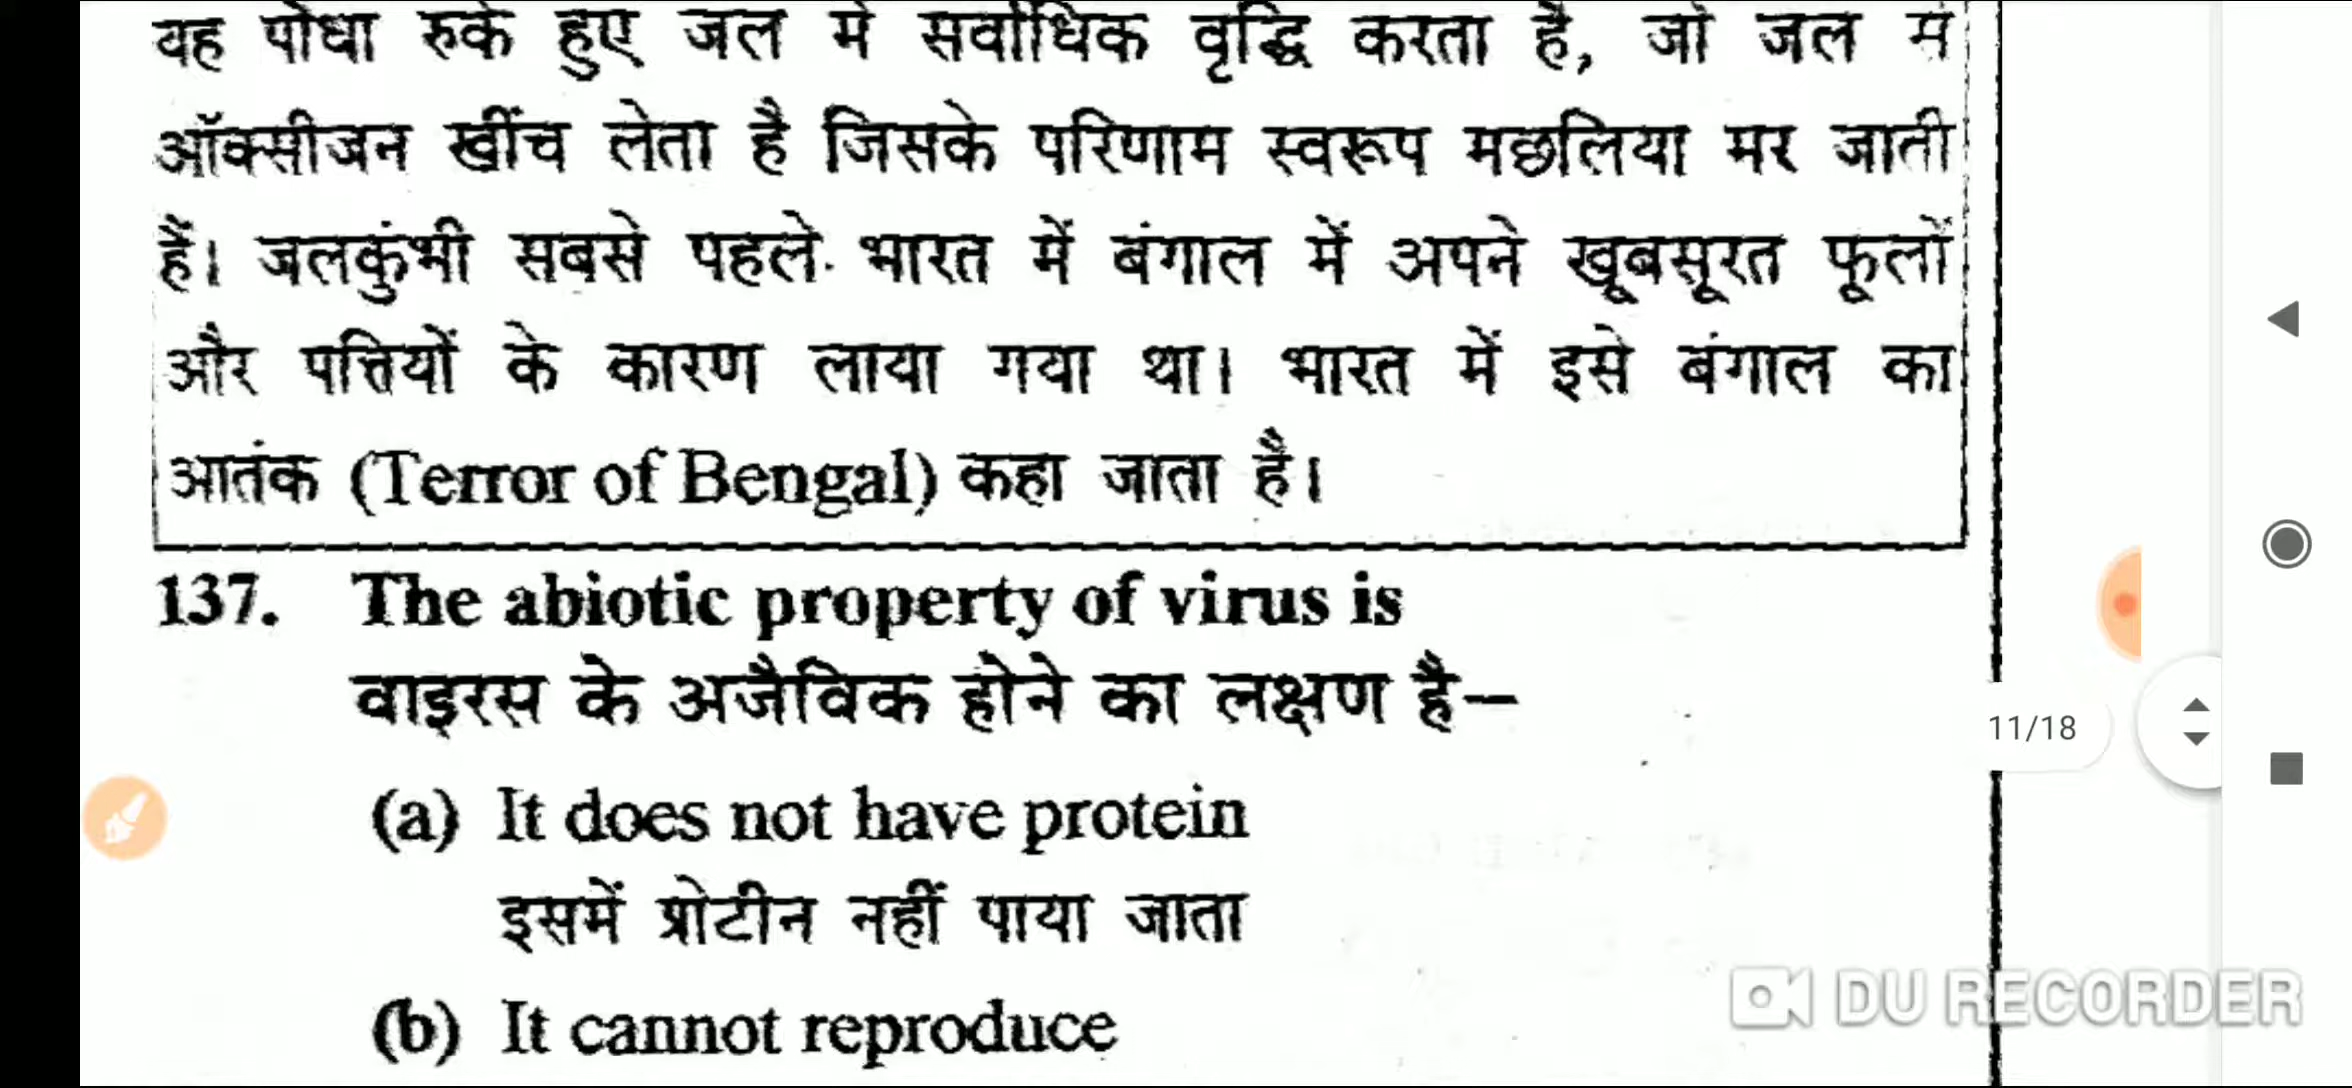 यह पौधा रुके हुए जल में सर्वाधिक वृद्धि करता है, जो जल से
ऑक्सीजन खींच लेता है जिसके परिणाम स्वरूप मछलिया मर जाती
हैं। जलकुंभी सबसे पहले भारत में बंगाल में अपने खूबसूरत फूलों
और पत्तियों के कारण लाया गया था। भारत में इसे बंगाल का
आतंक (Terror of Bengal) कहा जाता है।
137. The abiotic property of virus is
वाइरस के अजैविक होने का लक्षण है—
11/18
(a) It does not have protein
इसमें प्रोटीन नहीं पाया जाता
(b) It cannot reproduce
DU RECORDER